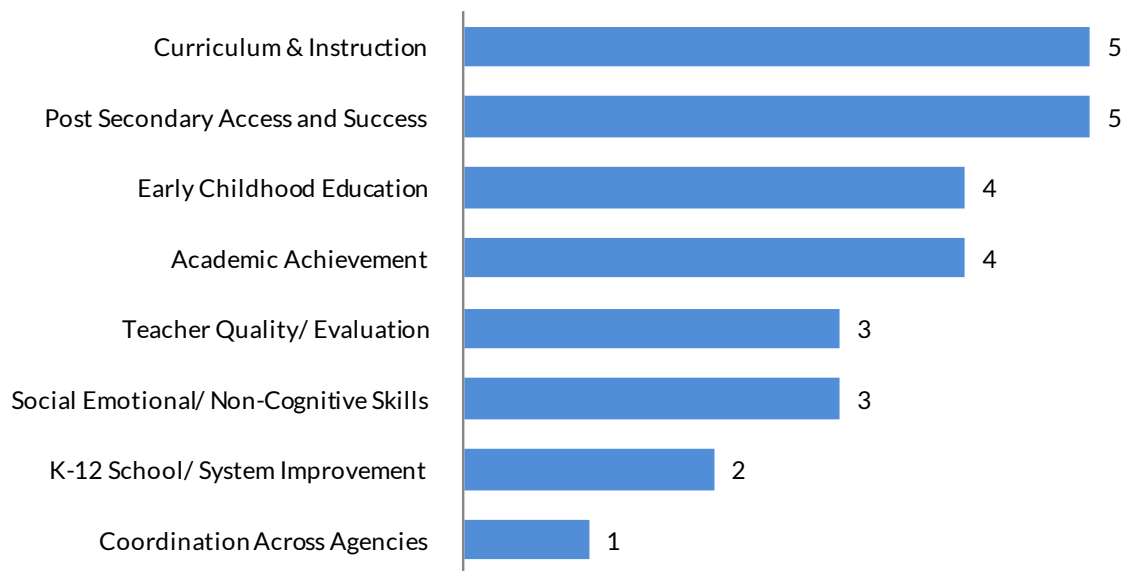 Curriculum & Instruction 5
Post Secondary Access and Success 5
Early Childhood Education 4
Academic Achievement 4
Teacher Quality/ Evaluation 3
Social Emotional/ Non-Cognitive Skills 3
K-12 School/ System Improvement 2
Coordination Across Agencies 1